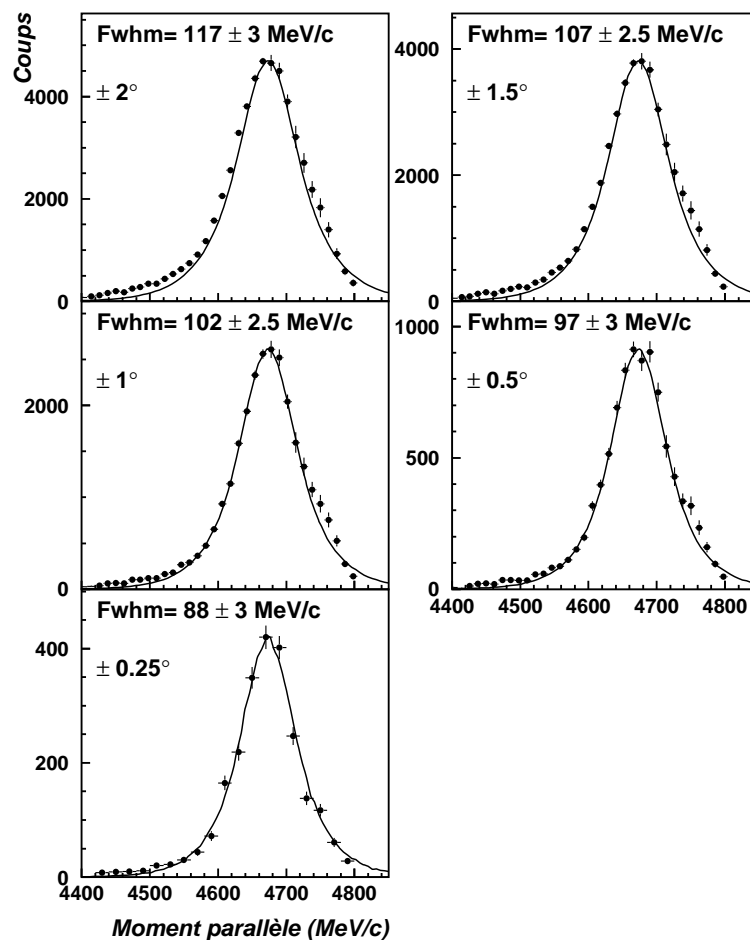 Coups
Fwhm= 117 ± 3 MeV/c
± 2°
4000
2000
0
Fwhm= 107 ± 2.5 MeV/c
± 1.5°
4000
2000
0
Fwhm= 102 ± 2.5 MeV/c
± 1°
2000
0
Fwhm= 97 ± 3 MeV/c
± 0.5°
1000
500
0
4400 4500 4600 4700 4800
Fwhm= 88 ± 3 MeV/c
± 0.25°
400
200
0
4400 4500 4600 4700 4800
Moment parallèle (MeV/c)